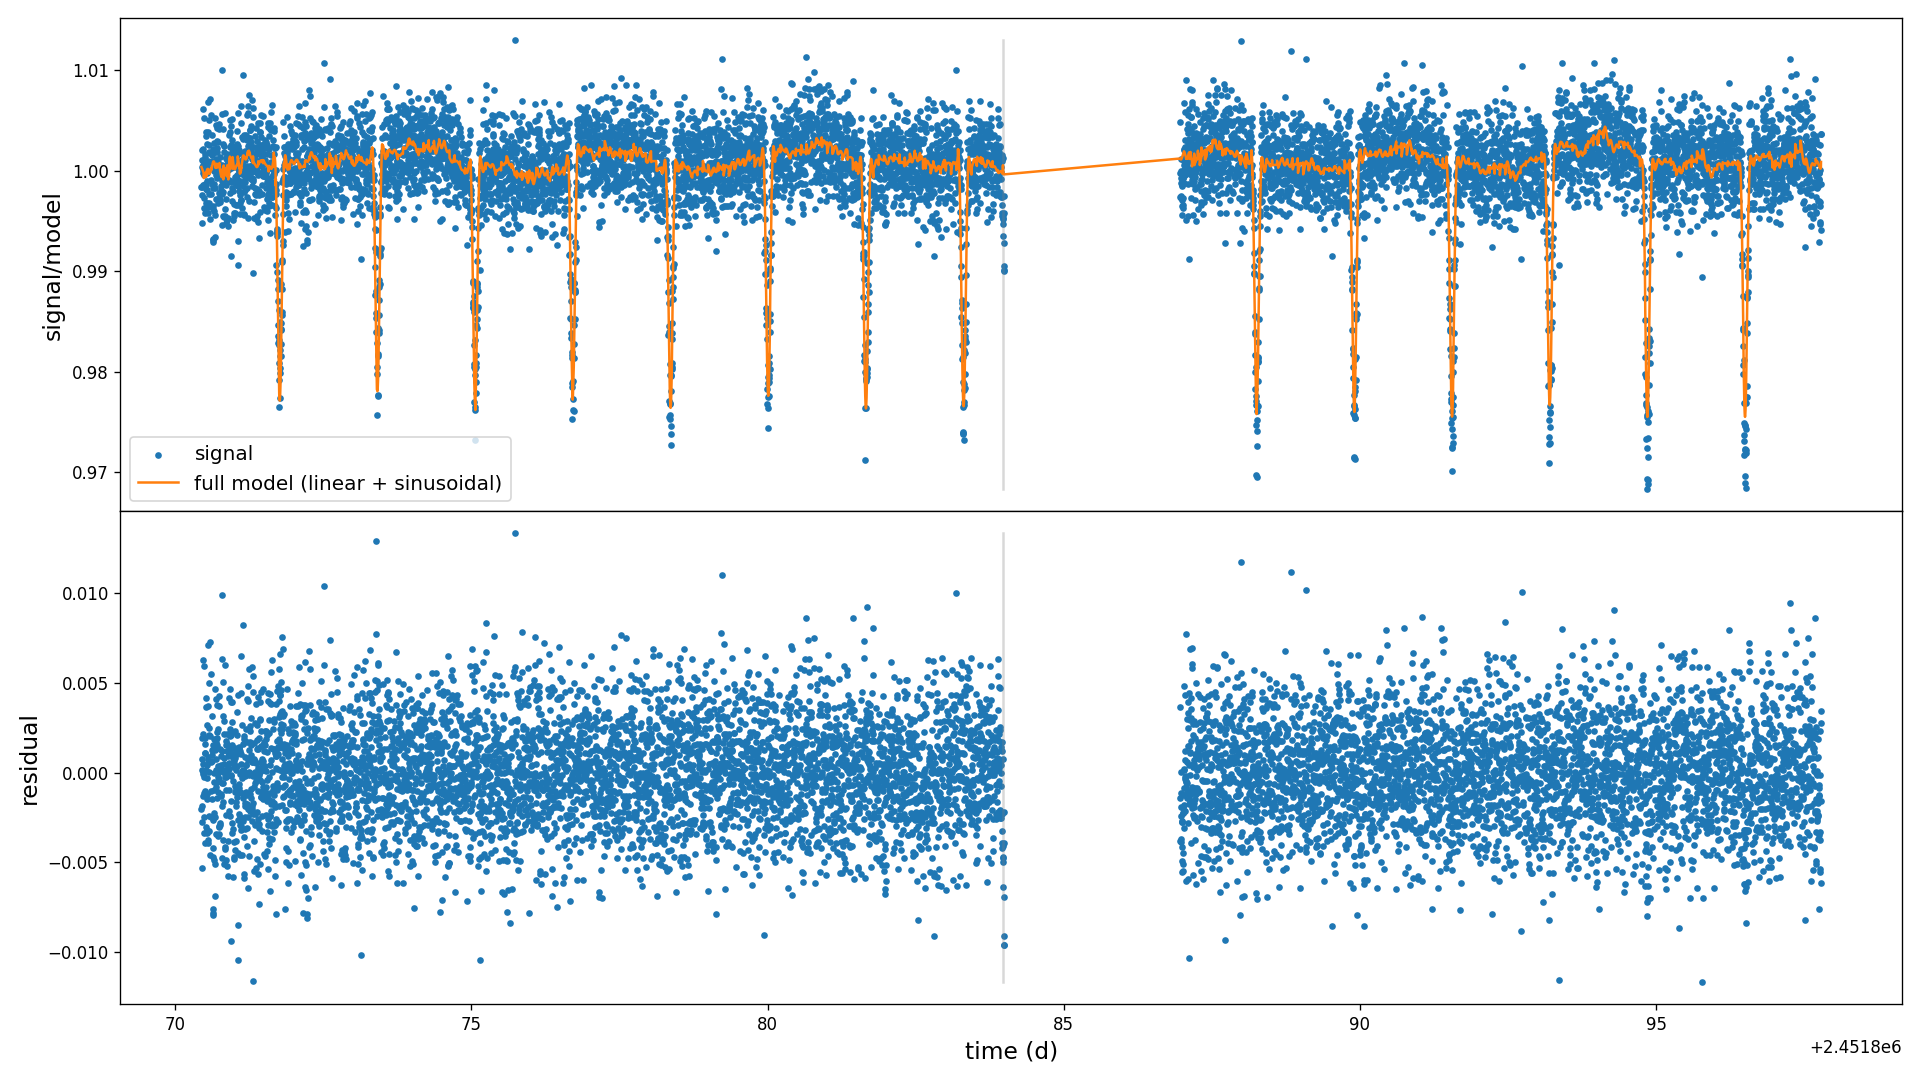 1.01
1.00
0.99
0.98
0.97
signal/model
signal
full model (linear + sinusoidal)
0.010
0.005
0.000
−0.005
−0.010
residual
70
75
80
85
90
95
time (d)
+2.4518e6